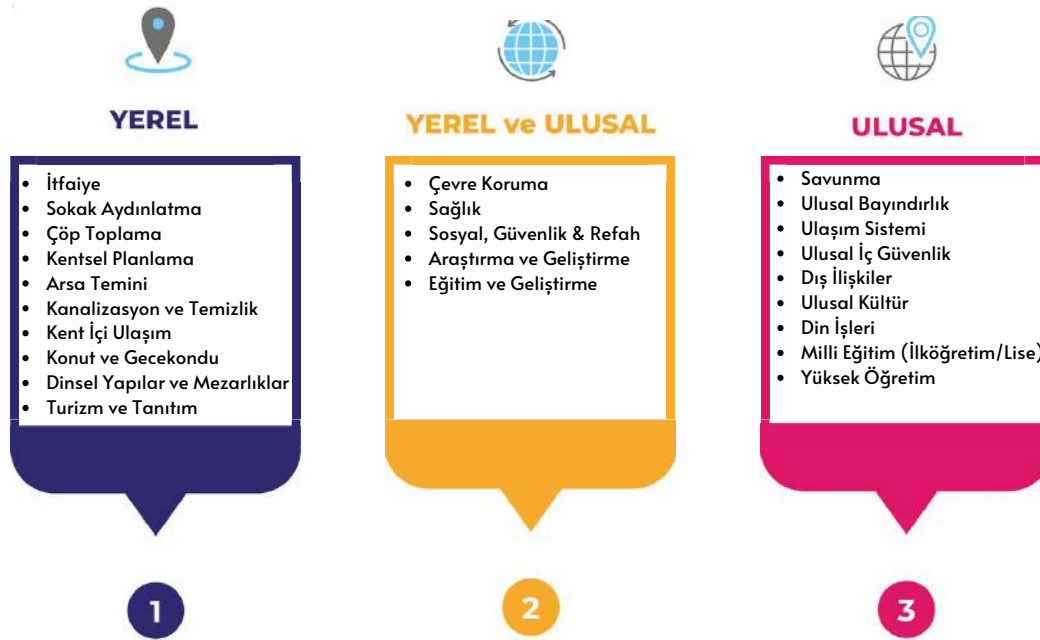 YEREL
• İtfaiye
• Sokak Aydınlatma
• Çöp Toplama
• Kentsel Planlama
• Arsa Temini
• Kanalizasyon ve Temizlik
• Kent İçi Ulaşım
• Konut ve Gecekondu
• Dinsel Yapılar ve Mezarlıklar
• Turizm ve Tanıtım
1
YEREL ve ULUSAL
• Çevre Koruma
• Sağlık
• Sosyal, Güvenlik & Refah
• Araştırma ve Geliştirme
• Eğitim ve Geliştirme
2
ULUSAL
• Savunma
• Ulusal Bayındırlık
• Ulaşım Sistemi
• Ulusal İç Güvenlik
• Dış İlişkiler
• Ulusal Kültür
• Din İşleri
• Milli Eğitim (İlköğretim/Lise)
• Yüksek Öğretim
3